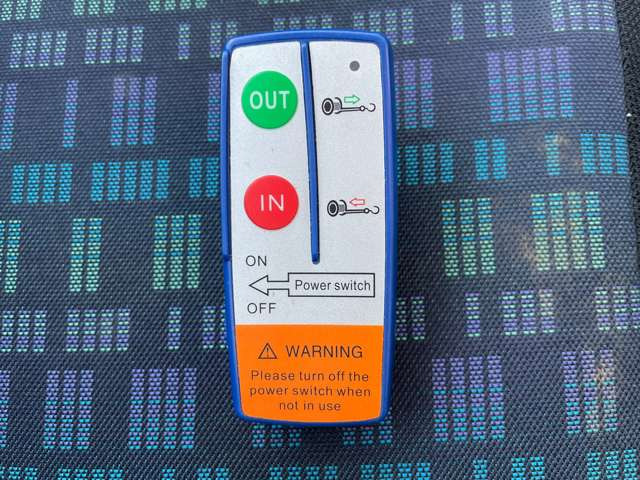 OUT
IN
ON
Power switch
OFF
WARNING
Please turn off the
power switch when
not in use